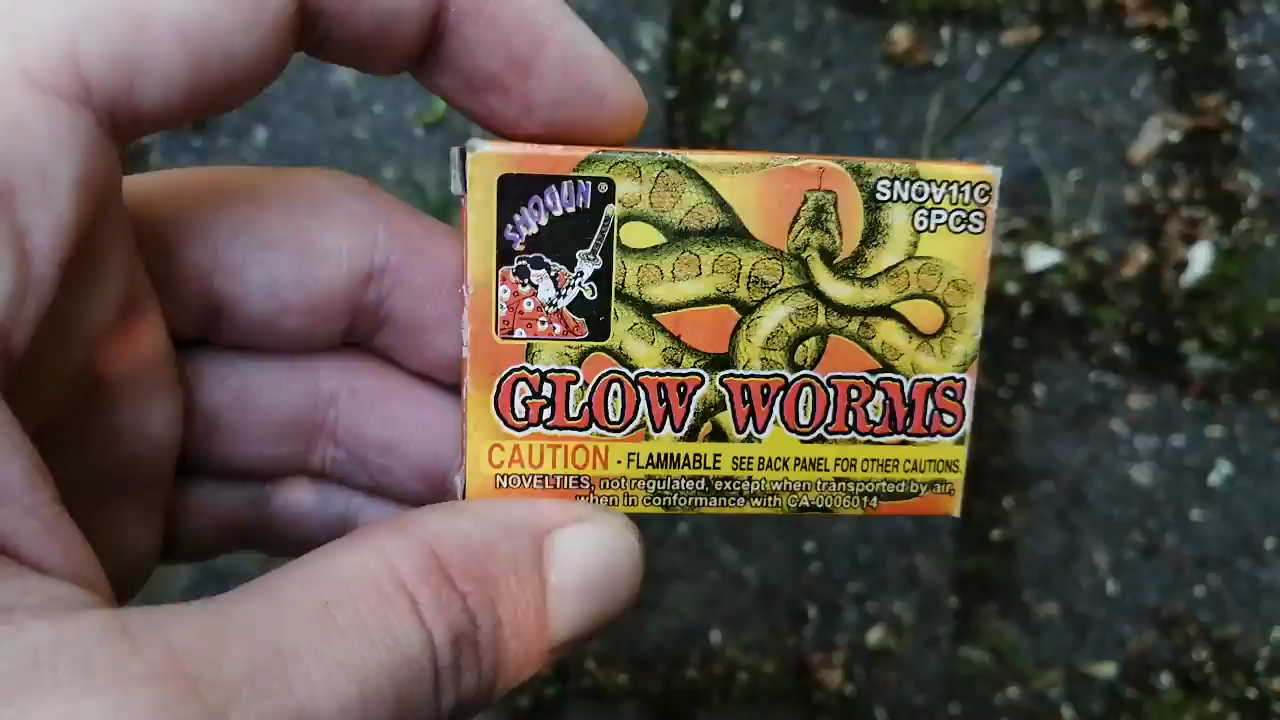 SHOGUN ®
SNOV11C
6PCS
GLOW WORMS
CAUTION - FLAMMABLE SEE BACK PANEL FOR OTHER CAUTIONS.
NOVELTIES, not regulated, except when transported by air,
when in conformance with CA-0006014